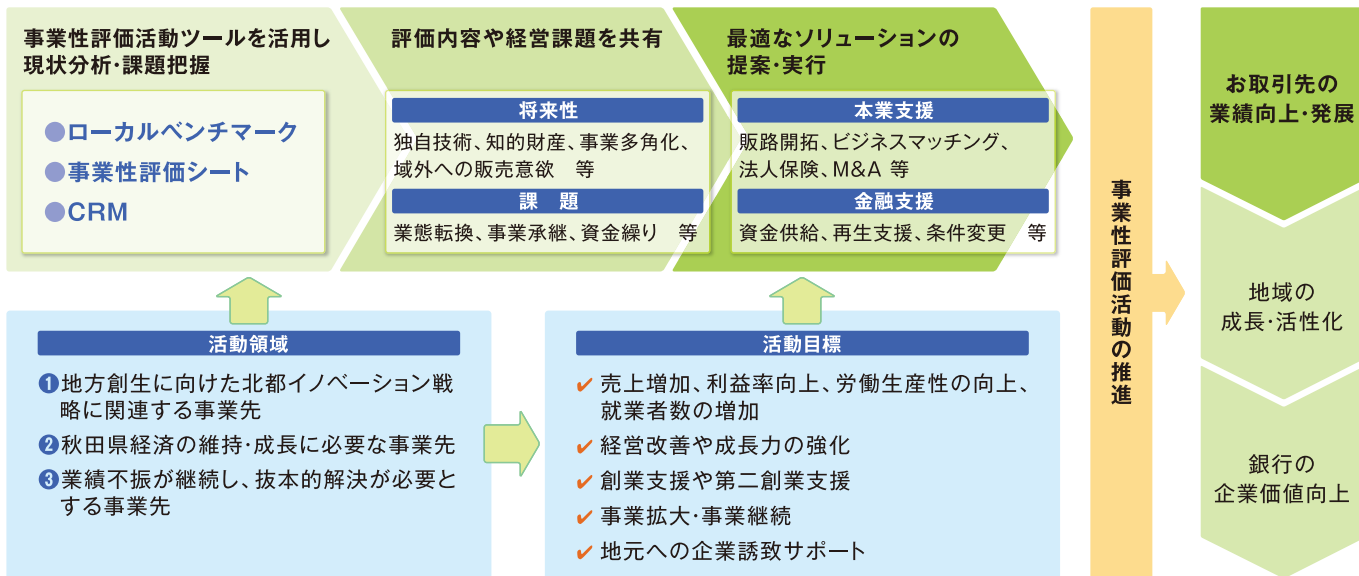 事業性評価活動ツールを活用し
現状分析・課題把握
●ローカルベンチマーク
●事業性評価シート
●CRM
評価内容や経営課題を共有
将来性
独自技術、知的財産、事業多角化、
域外への販売意欲 等
課 題
業態転換、事業承継、資金繰り 等
最適なソリューションの
提案・実行
本業支援
販路開拓、ビジネスマッチング、
法人保険、M&A 等
金融支援
資金供給、再生支援、条件変更 等
活動領域
❶地方創生に向けた北都イノベーション戦
略に関連する事業先
❷秋田県経済の維持・成長に必要な事業先
❸業績不振が継続し、抜本的解決が必要と
する事業先
活動目標
✔ 売上増加、利益率向上、労働生産性の向上、
就業者数の増加
✔ 経営改善や成長力の強化
✔ 創業支援や第二創業支援
✔ 事業拡大・事業継続
✔ 地元への企業誘致サポート
事業性評価活動の推進
お取引先の
業績向上・発展
地域の
成長・活性化
銀行の
企業価値向上